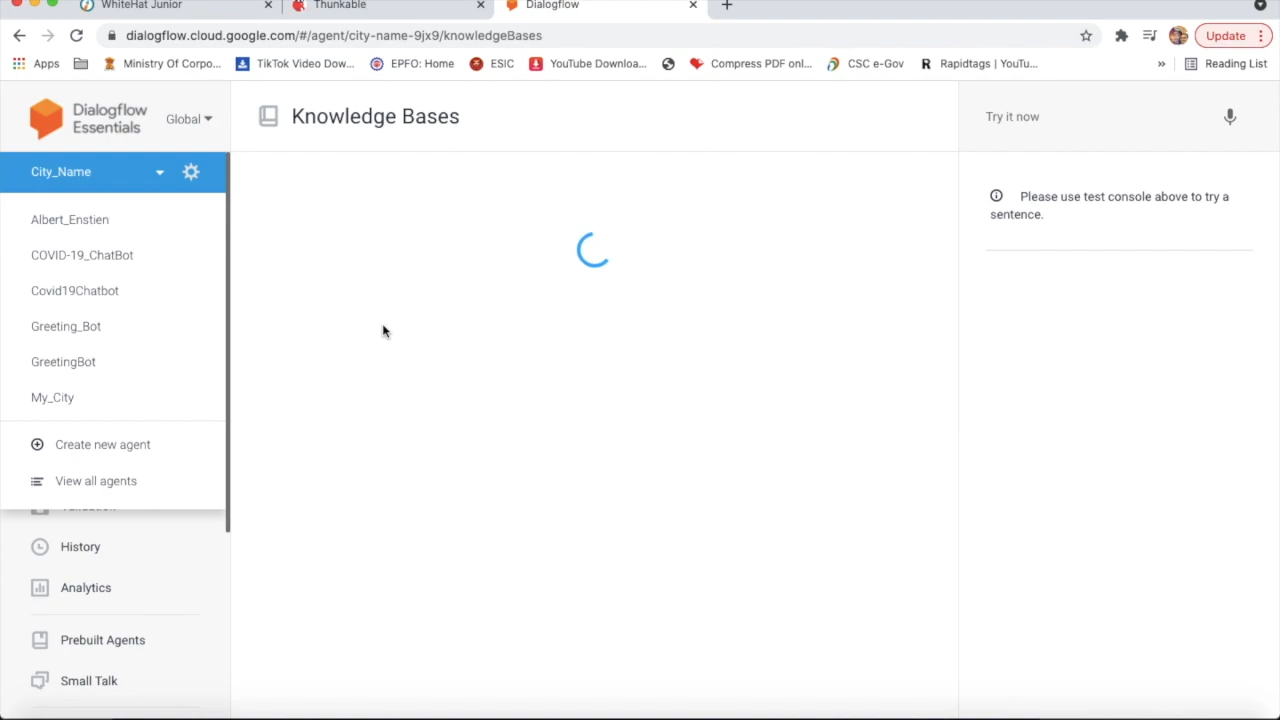 WhiteHat Junior
Thunkable
Dialogflow
dialogflow.cloud.google.com/#/agent/city-name-9jx9/knowledgeBases
Update
Apps
Ministry Of Corpo...
TikTok Video Dow...
EPFO: Home
ESIC
YouTube Downloa...
Compress PDF onl...
CSC e-Gov
Rapidtags | YouTu...
»
Reading List
Dialogflow
Essentials
Global
Knowledge Bases
Try it now
City_Name
Albert_Enstien
COVID-19_ChatBot
Covid19Chatbot
Greeting_Bot
GreetingBot
My_City
Create new agent
View all agents
History
Analytics
Prebuilt Agents
Small Talk
Please use test console above to try a
sentence.